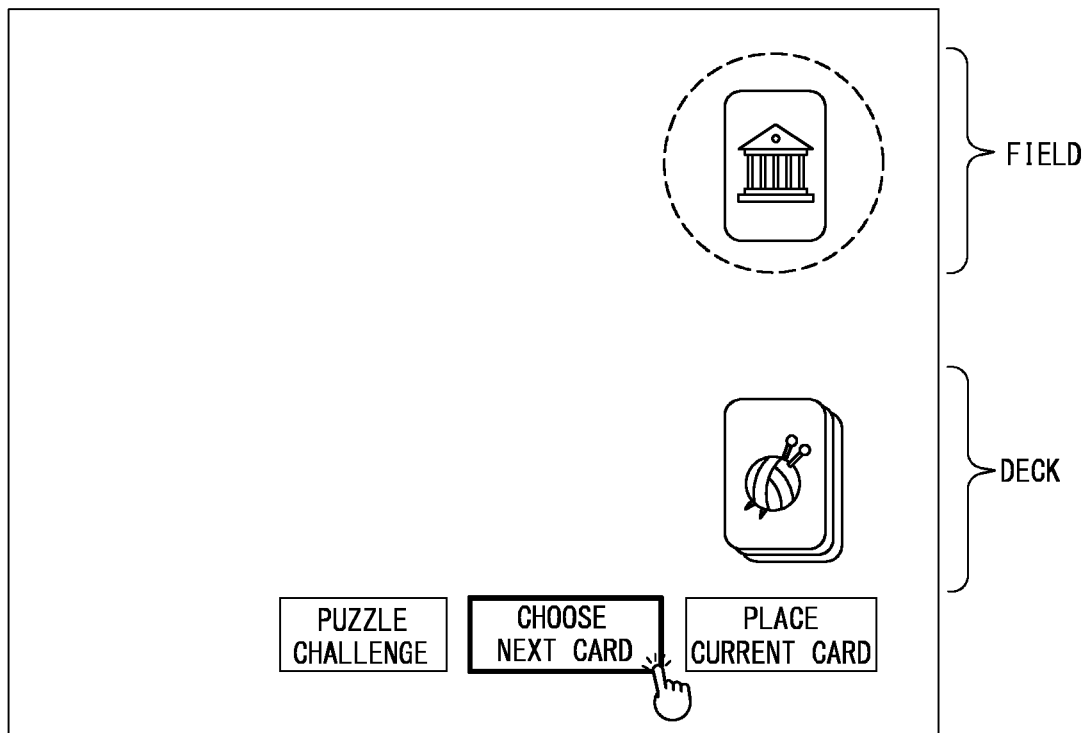 FIELD
DECK
PUZZLE
CHALLENGE
CHOOSE
NEXT CARD
PLACE
CURRENT CARD